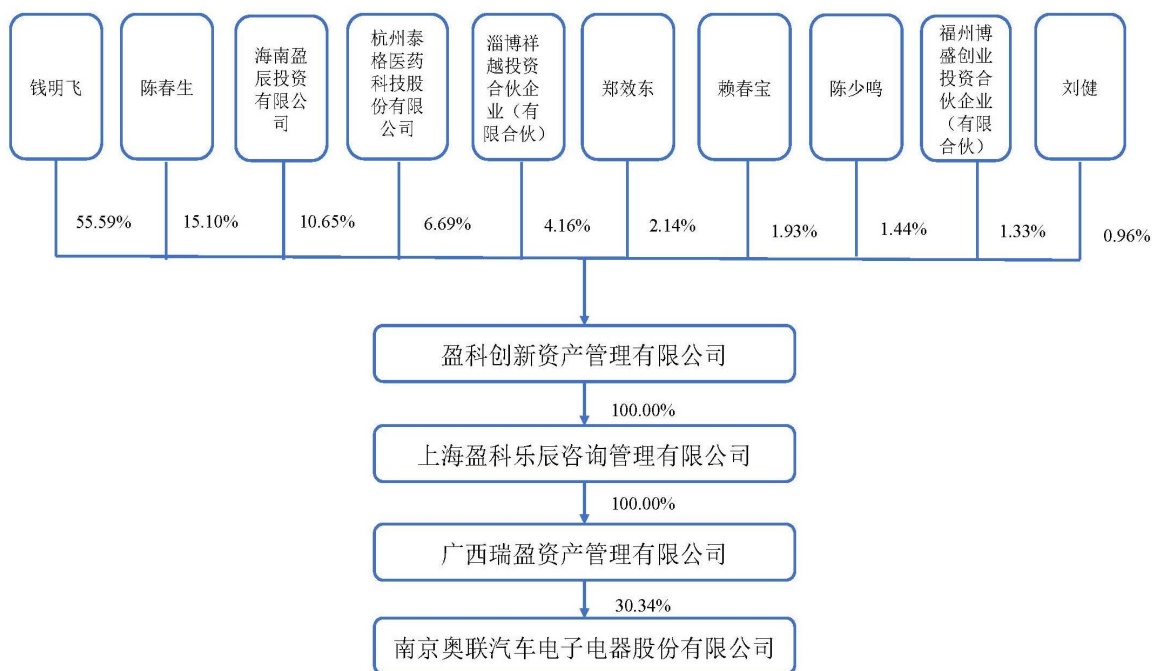 钱明飞
陈春生
海南盈
辰投资
有限公
司
杭州泰
格医药
科技股
份有限
公司
淄博祥
越投资
合伙企
业（有
限合伙）
郑效东
赖春宝
陈少鸣
福州博
盛创业
投资合
伙企业
（有限
合伙）
刘健
55.59%
15.10%
10.65%
6.69%
4.16%
2.14%
1.93%
1.44%
1.33%
0.96%
盈科创新资产管理有限公司
100.00%
上海盈科乐辰咨询管理有限公司
100.00%
广西瑞盈资产管理有限公司
30.34%
南京奥联汽车电子电器股份有限公司